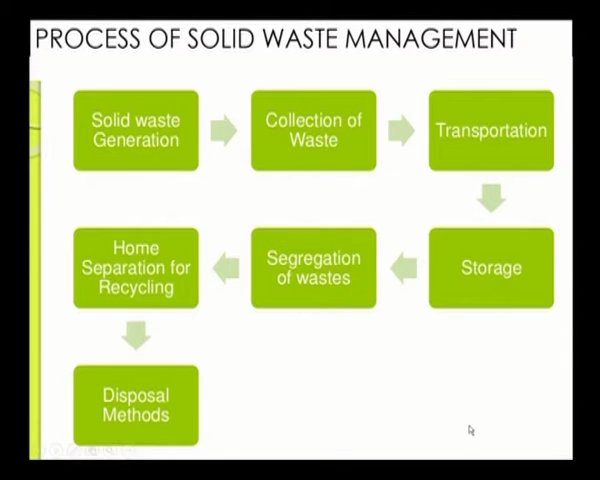 PROCESS OF SOLID WASTE MANAGEMENT
Solid waste
Generation
Collection of
Waste
Transportation
Storage
Segregation
of wastes
Home
Separation for
Recycling
Disposal
Methods